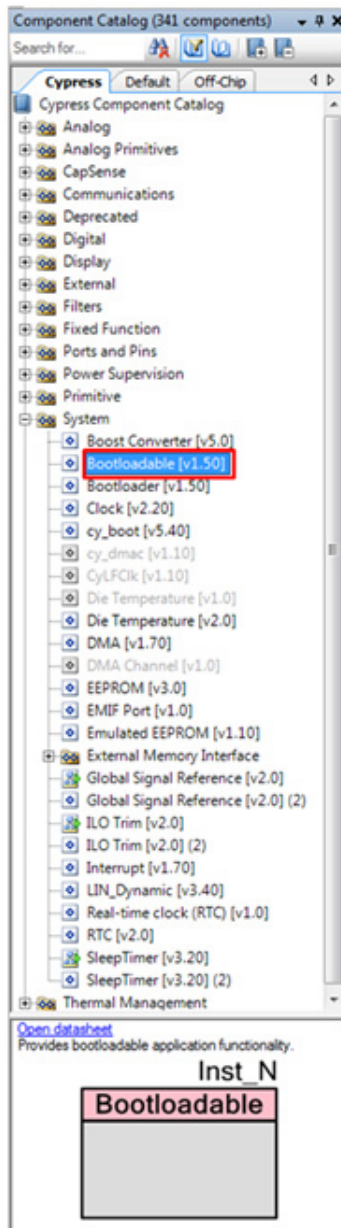 Component Catalog (341 components)
Search for...
Cypress Default Off-Chip
Cypress Component Catalog
Analog
Analog Primitives
CapSense
Communications
Deprecated
Digital
Display
External
Filters
Fixed Function
Ports and Pins
Power Supervision
Primitive
System
Boost Converter [v5.0]
Bootloadable [v1.50]
Bootloader [v1.50]
Clock [v2.20]
cy_boot [v5.40]
cy_dmac [v1.10]
CyLFClk [v1.10]
Die Temperature [v1.0]
Die Temperature [v2.0]
DMA [v1.70]
DMA Channel [v1.0]
EEPROM [v3.0]
EMIF Port [v1.0]
Emulated EEPROM [v1.10]
External Memory Interface
Global Signal Reference [v2.0]
Global Signal Reference [v2.0] (2)
ILO Trim [v2.0]
ILO Trim [v2.0] (2)
Interrupt [v1.70]
LIN_Dynamic [v3.40]
Real-time clock (RTC) [v1.0]
RTC [v2.0]
SleepTimer [v3.20]
SleepTimer [v3.20] (2)
Thermal Management
Open datasheet
Provides bootloadable application functionality.
Inst_N
Bootloadable